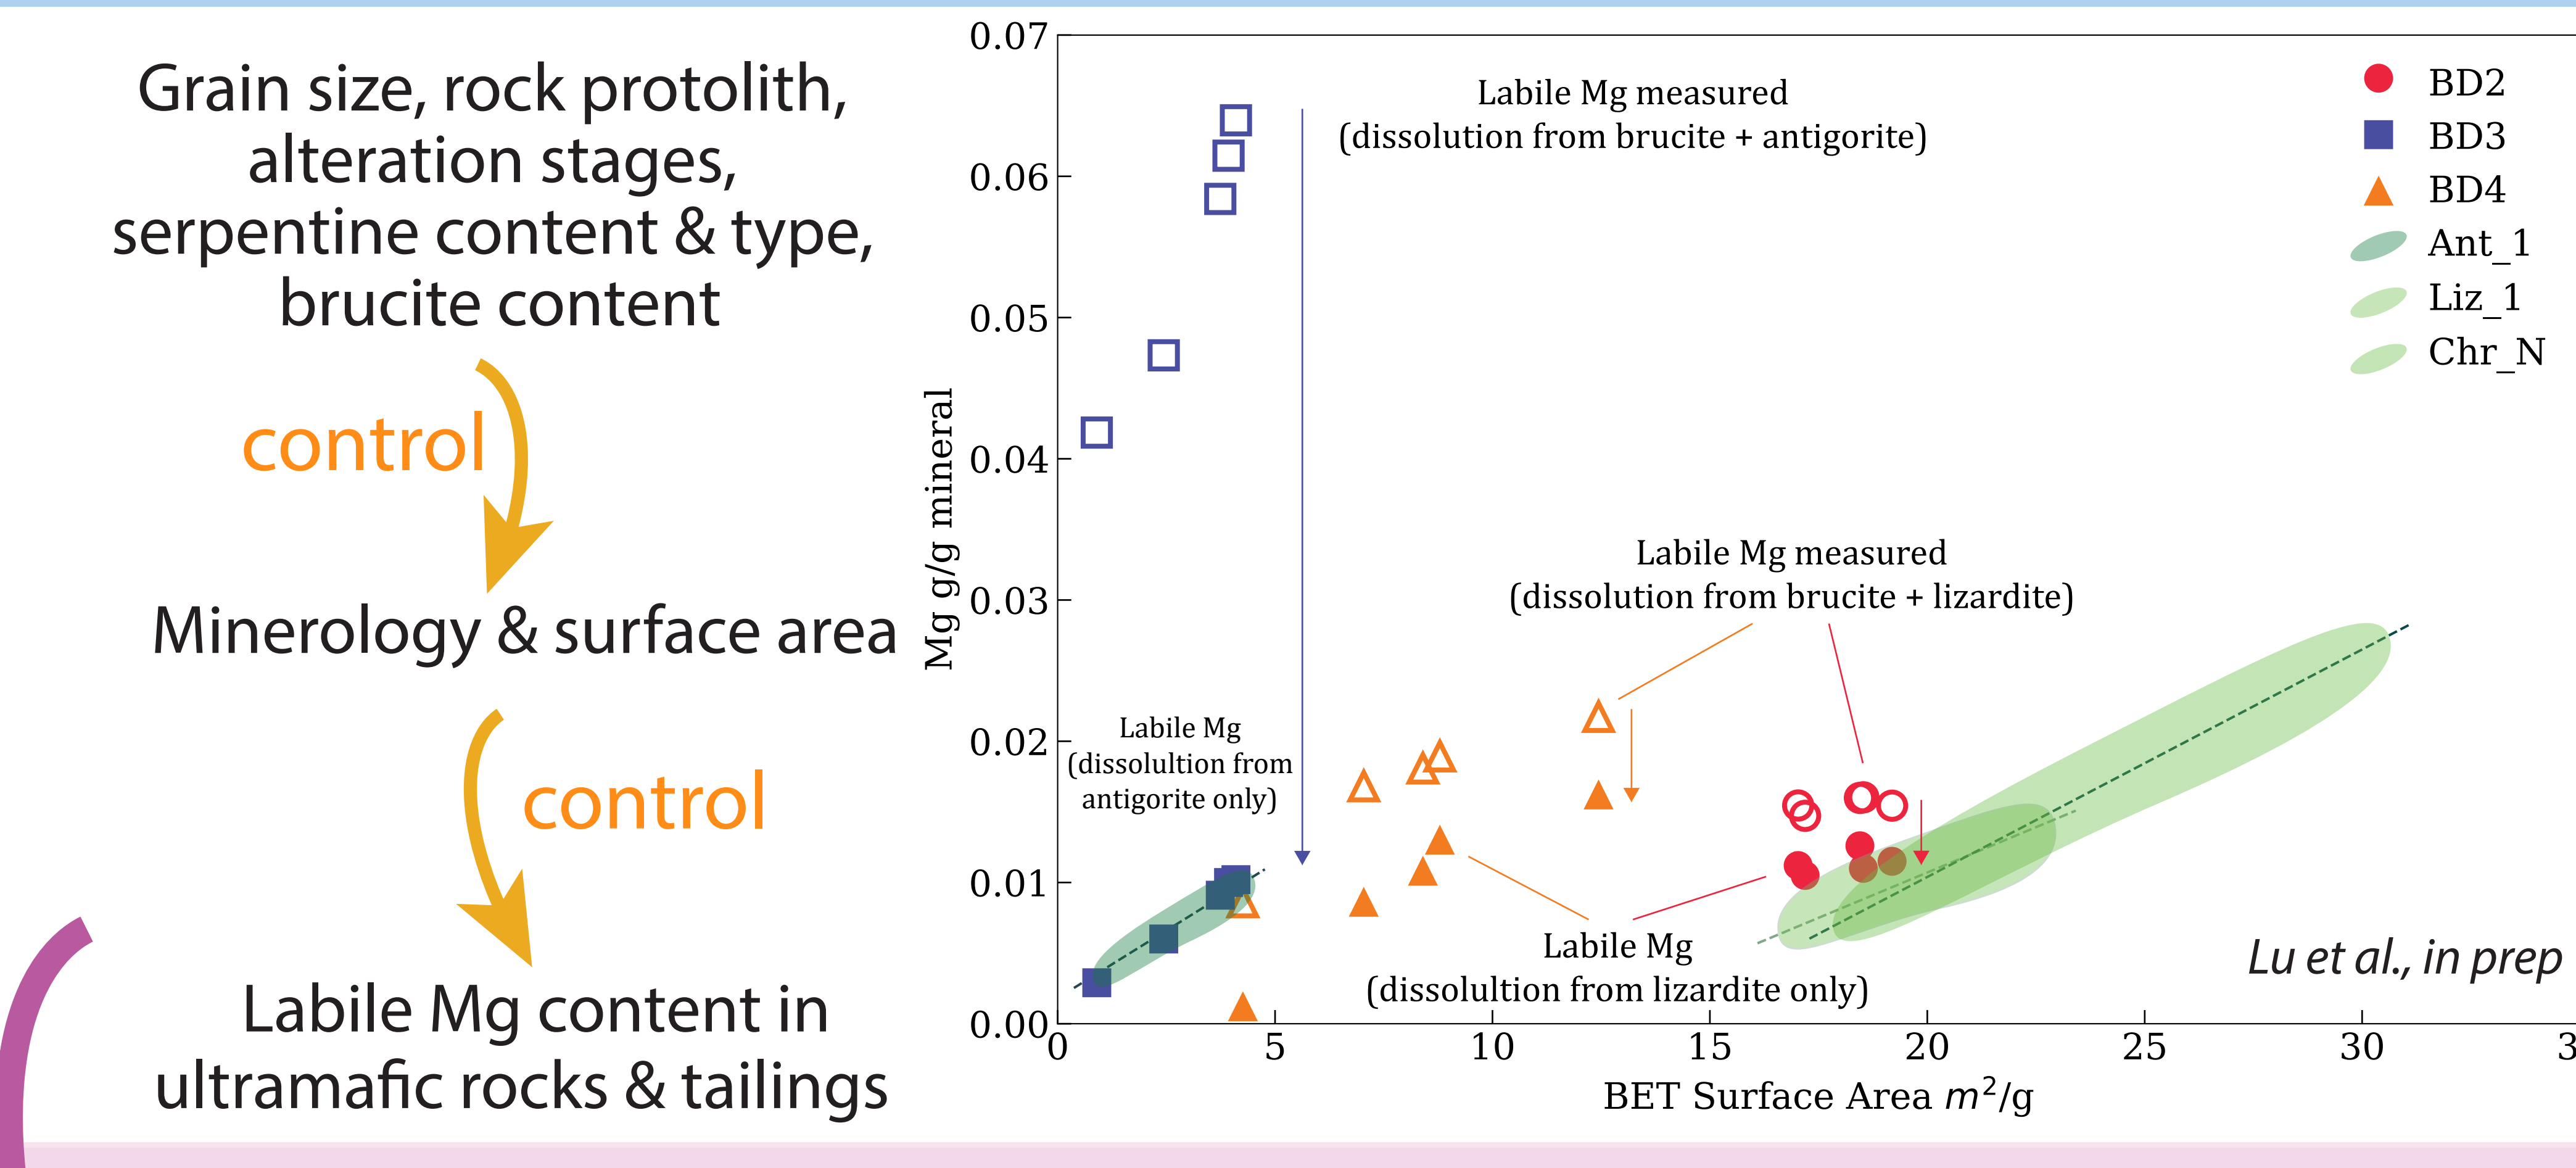 Grain size, rock protolith,
alteration stages,
serpentine content & type,
brucite content
control
Minerology & surface area
control
Labile Mg content in
ultramafic rocks & tailings
0.07
0.06
0.05
0.04
0.03
0.02
0.01
0.00
Mg g/g mineral
Labile Mg measured
(dissolution from brucite + antigorite)
BD2
BD3
BD4
Ant_1
Liz_1
Chr_N
Labile Mg measured
(dissolution from brucite + lizardite)
Labile Mg
(dissolultion from
antigorite only)
Labile Mg
(dissolultion from lizardite only)
Lu et al., in prep
0 5 10 15 20 25 30
BET Surface Area m²/g